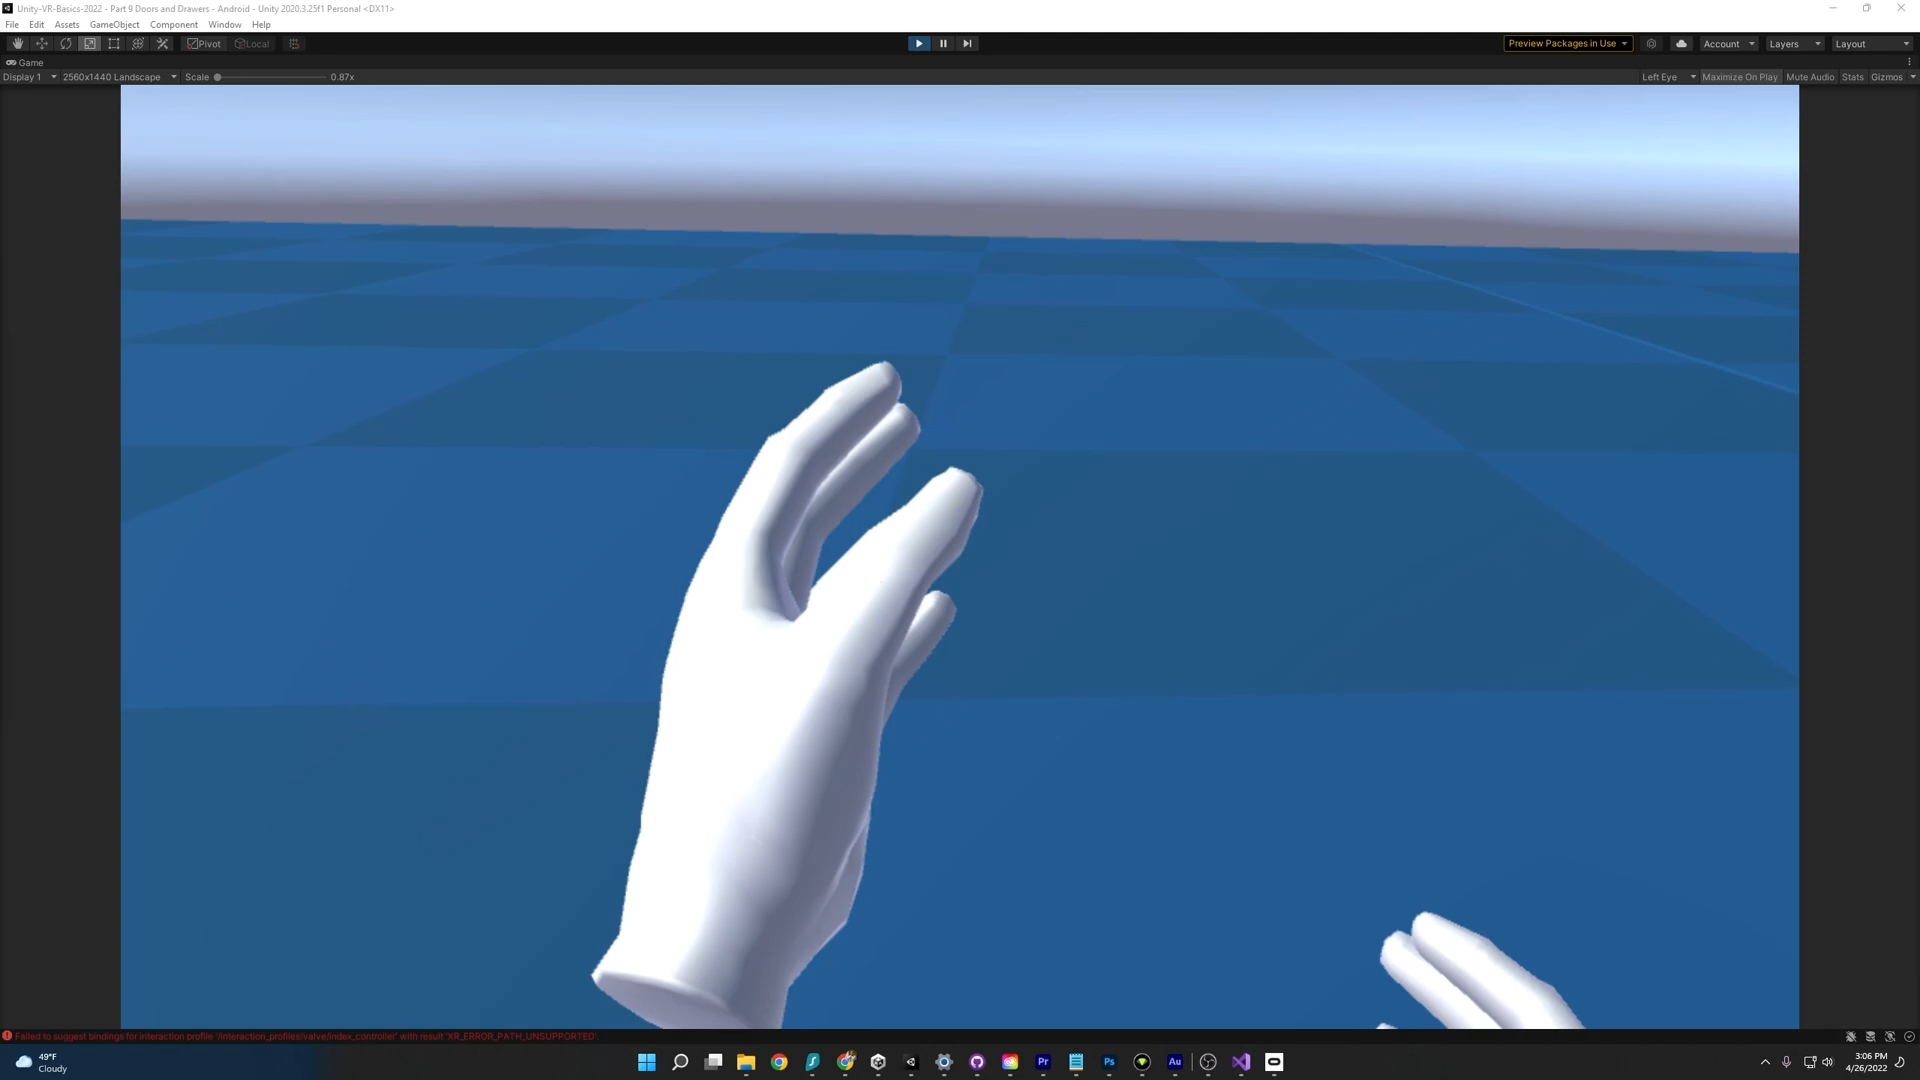 Unity-VR-Basics-2022 - Part 9 Doors and Drawers - Android - Unity 2020.3.25f1 Personal <DX11>
File Edit Assets GameObject Component Window Help
Pivot Local Preview Packages in Use Account Layers Layout
Game
Display 1 2560x1440 Landscape Scale 0.87x Left Eye Maximize On Play Mute Audio Stats Gizmos
Failed to suggest bindings for interaction profile '/interaction_profiles/valve/index_controller' with result 'XR_ERROR_PATH_UNSUPPORTED'
49°F
Cloudy
Pr Ps Au
3:06 PM
4/26/2022